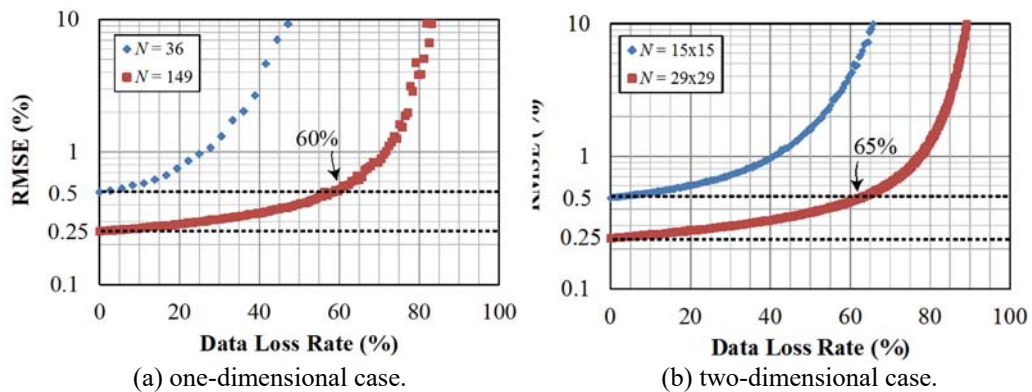 10
1
0.5
0.25
0.1
RMSE (%)
N = 36
N = 149
60%
0 20 40 60 80 100
Data Loss Rate (%)
(a) one-dimensional case.
10
1
0.5
0.25
0.1
RMSE (%)
N = 15x15
N = 29x29
65%
0 20 40 60 80 100
Data Loss Rate (%)
(b) two-dimensional case.